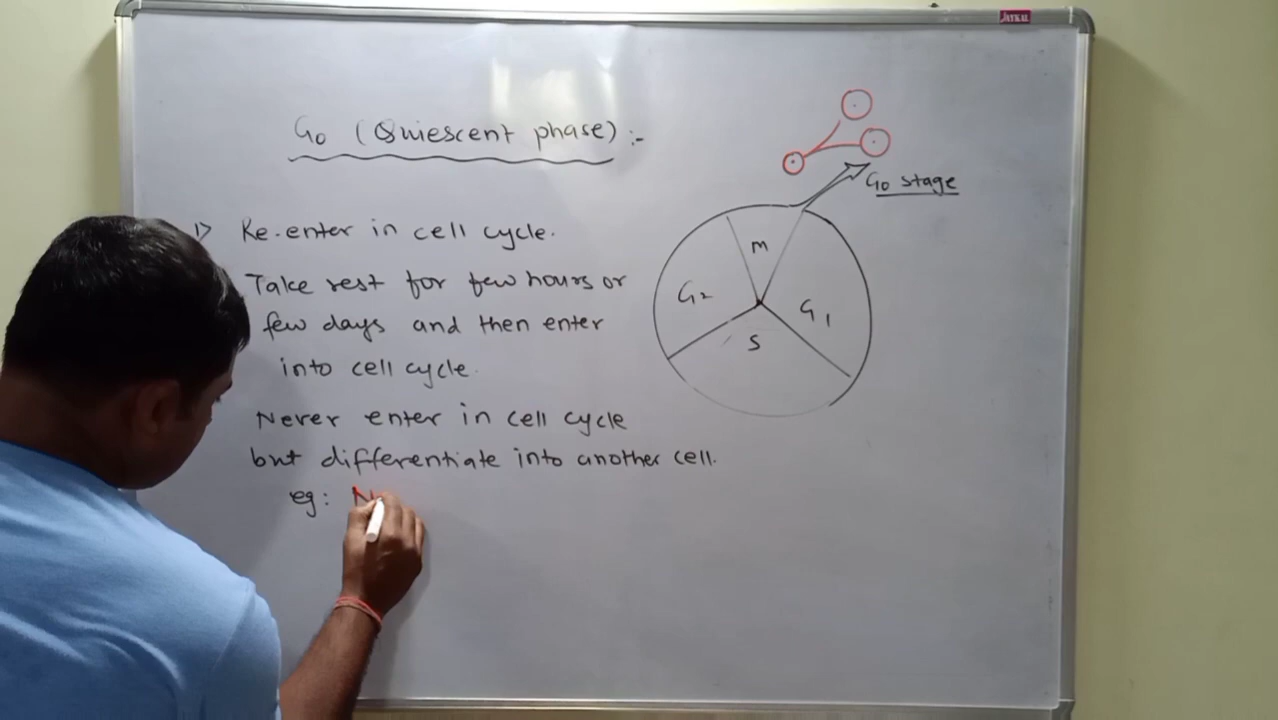 JAYKAL
G0 (Quiescent phase) :-
G0 stage
1> Re.enter in cell cycle.
Take rest for few hours or
few days and then enter
into cell cycle.
Never enter in cell cycle
but differentiate into another cell.
eg: N
M
G2
G1
S